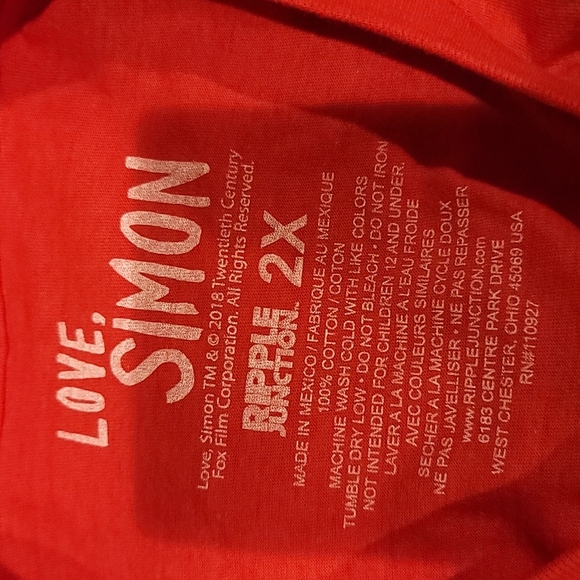 LOVE,
SIMON
Love, Simon TM & © 2018 Twentieth Century
Fox Film Corporation. All Rights Reserved.
RIPPLE
JUNCTION™ 2X
MADE IN MEXICO / FABRIQUE AU MEXIQUE
100% COTTON / COTON
MACHINE WASH COLD WITH LIKE COLORS
TUMBLE DRY LOW • DO NOT BLEACH • DO NOT IRON
NOT INTENDED FOR CHILDREN 12 AND UNDER.
LAVER A LA MACHINE A L'EAU FROIDE
AVEC COULEURS SIMILAIRES
SECHER A LA MACHINE CYCLE DOUX
NE PAS JAVELLISER • NE PAS REPASSER
www.RIPPLEJUNCTION.com
6183 CENTRE PARK DRIVE
WEST CHESTER, OHIO 45069 USA
RN#110927